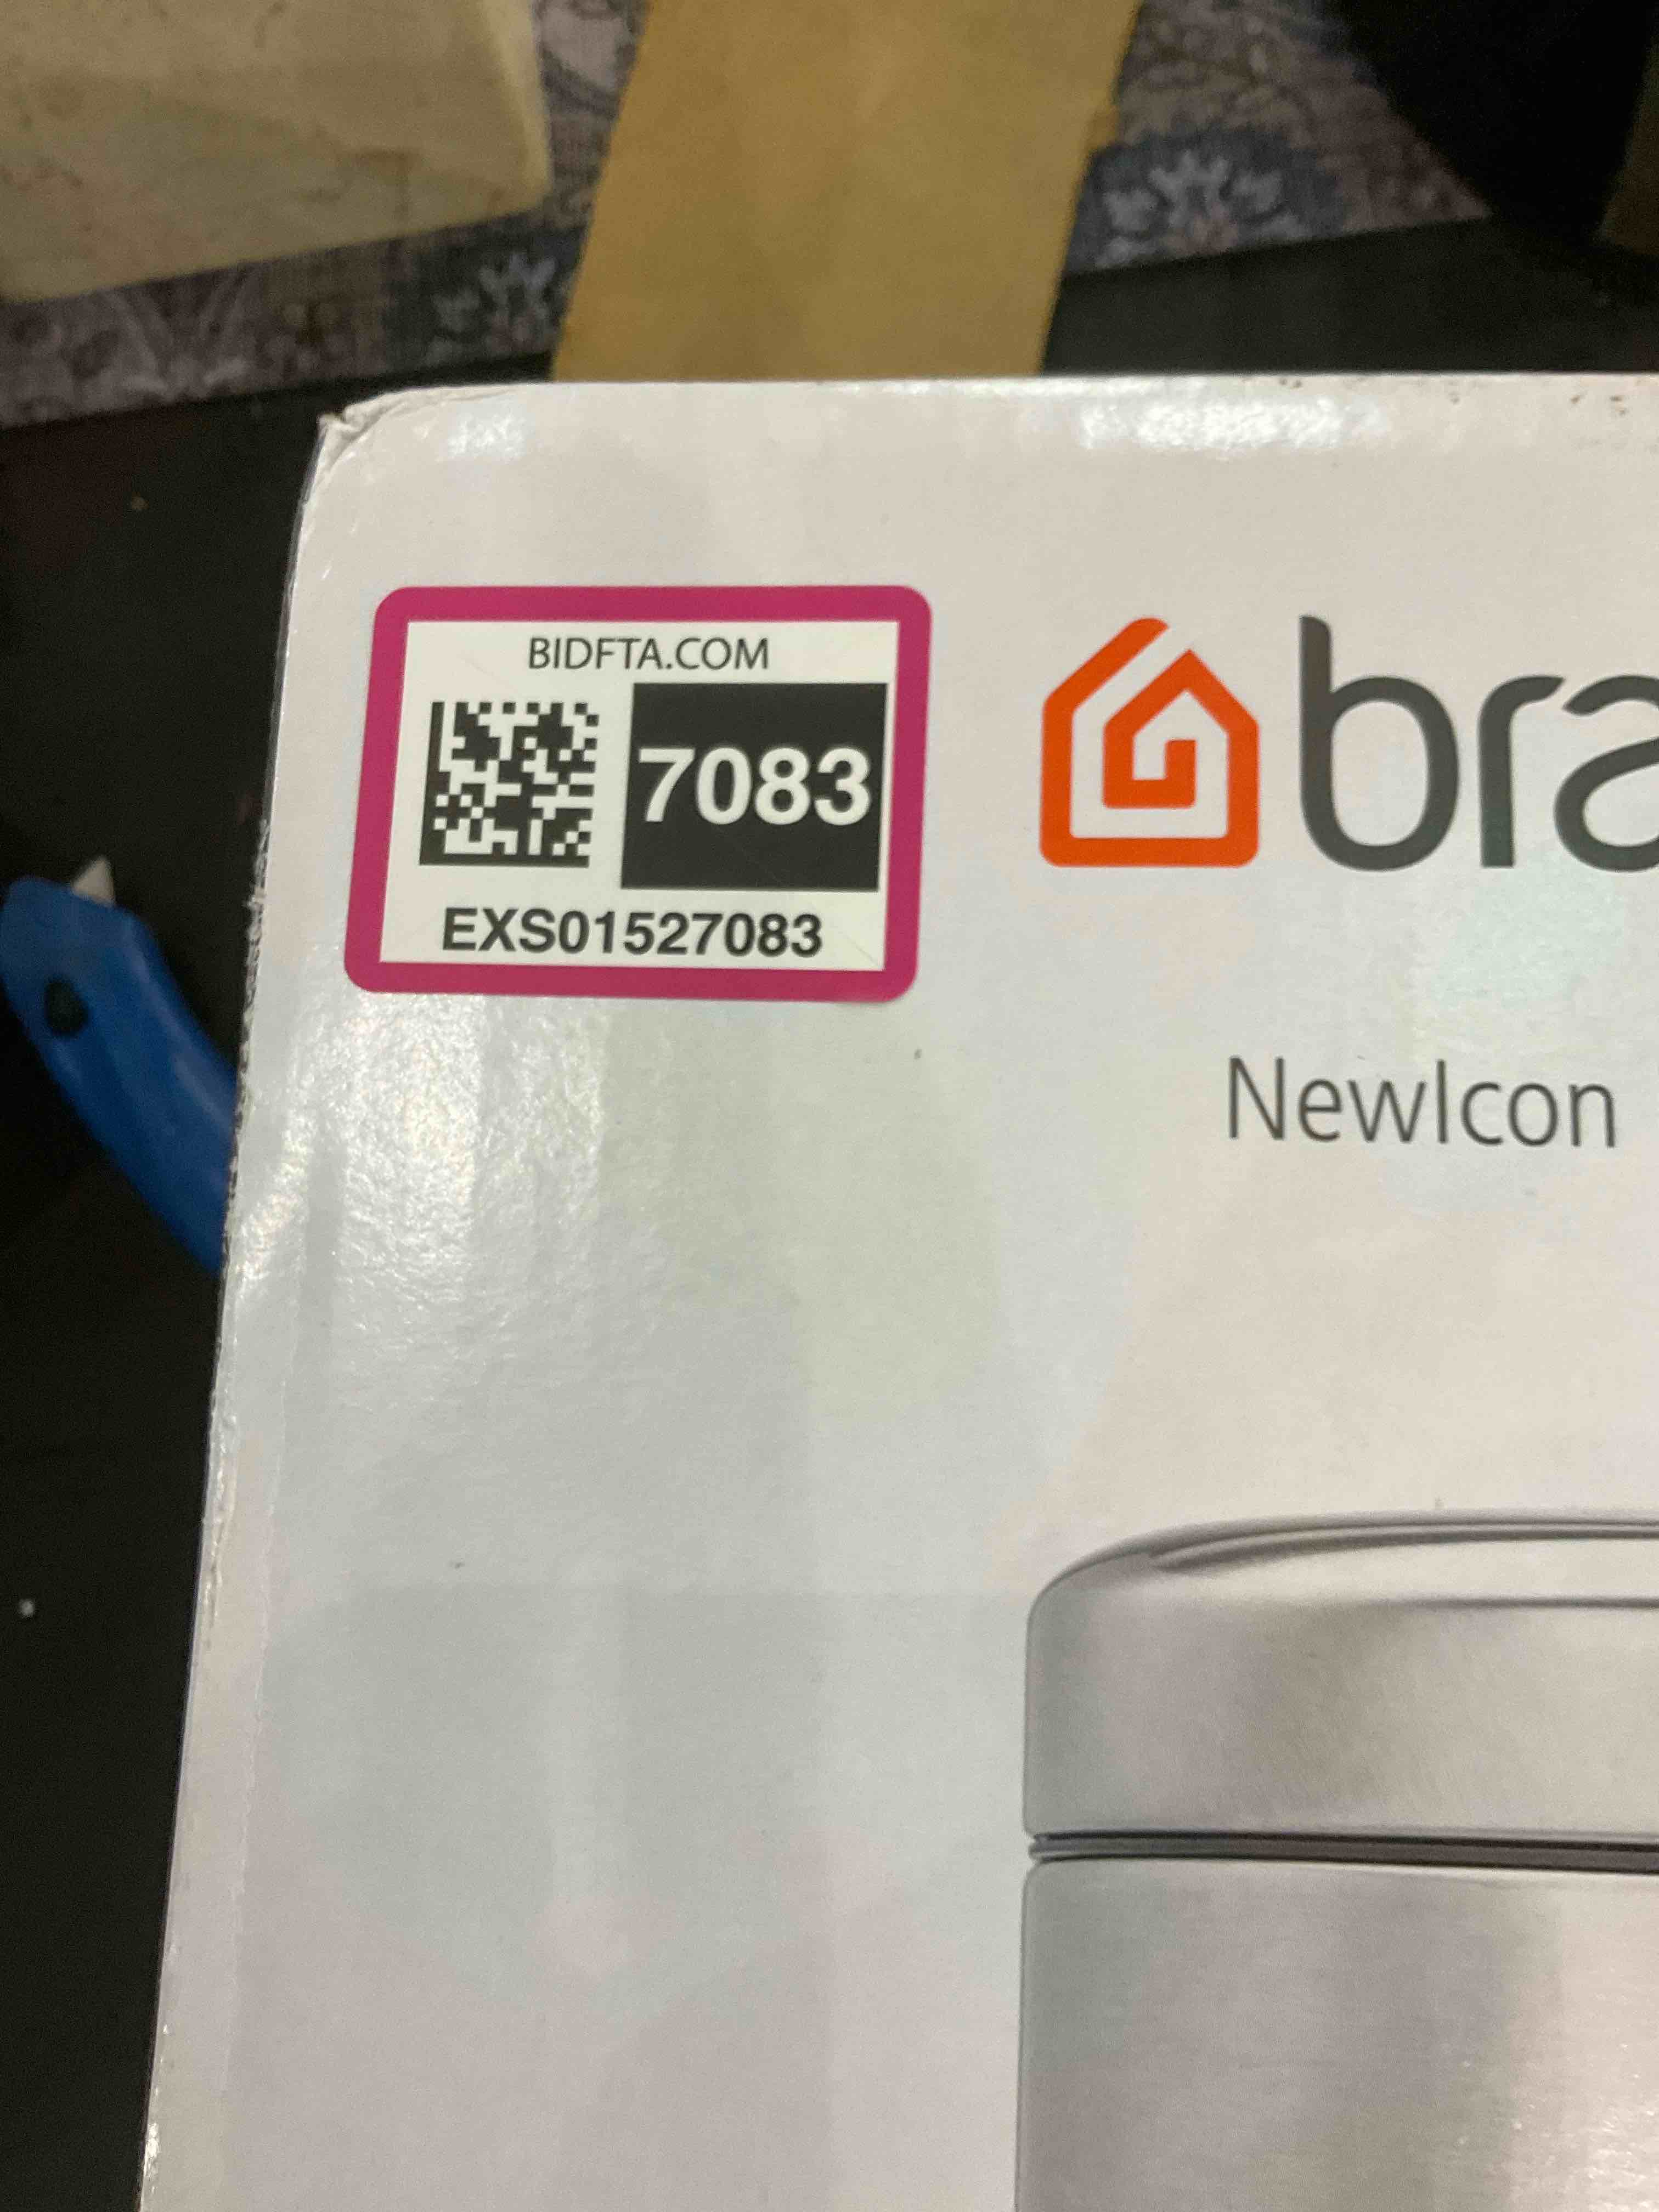 BIDFTA.COM
7083
EXS01527083
bra
NewIcon